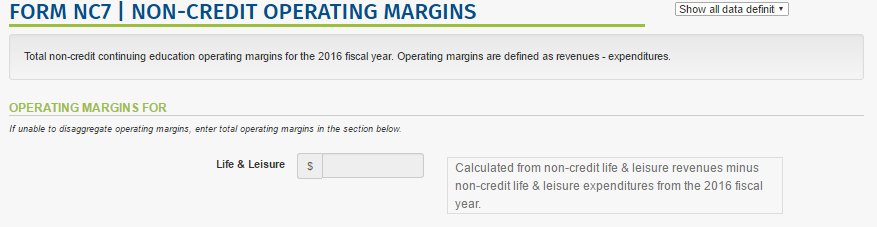 FORM NC7 | NON-CREDIT OPERATING MARGINS
Show all data definit
Total non-credit continuing education operating margins for the 2016 fiscal year. Operating margins are defined as revenues - expenditures.
OPERATING MARGINS FOR
If unable to disaggregate operating margins, enter total operating margins in the section below.
Life & Leisure
$
Calculated from non-credit life & leisure revenues minus
non-credit life & leisure expenditures from the 2016 fiscal
year.